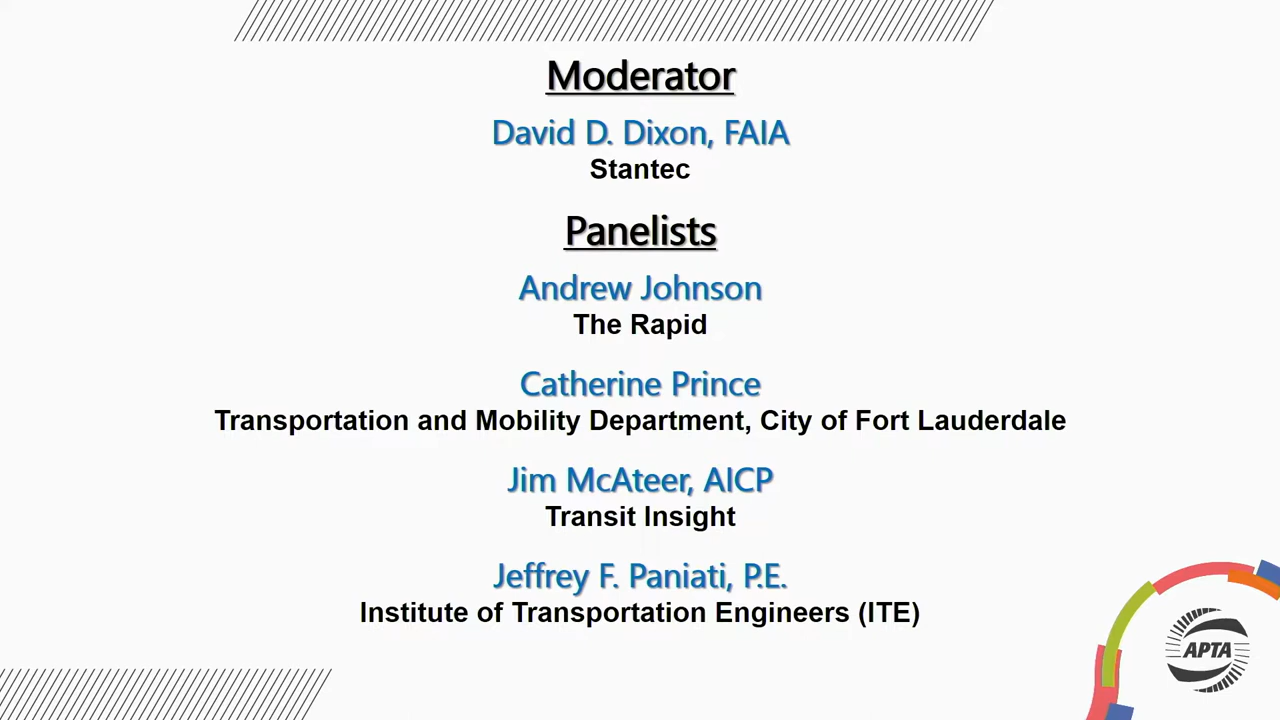 Moderator
David D. Dixon, FAIA
Stantec
Panelists
Andrew Johnson
The Rapid
Catherine Prince
Transportation and Mobility Department, City of Fort Lauderdale
Jim McAteer, AICP
Transit Insight
Jeffrey F. Paniati, P.E.
Institute of Transportation Engineers (ITE)
APTA